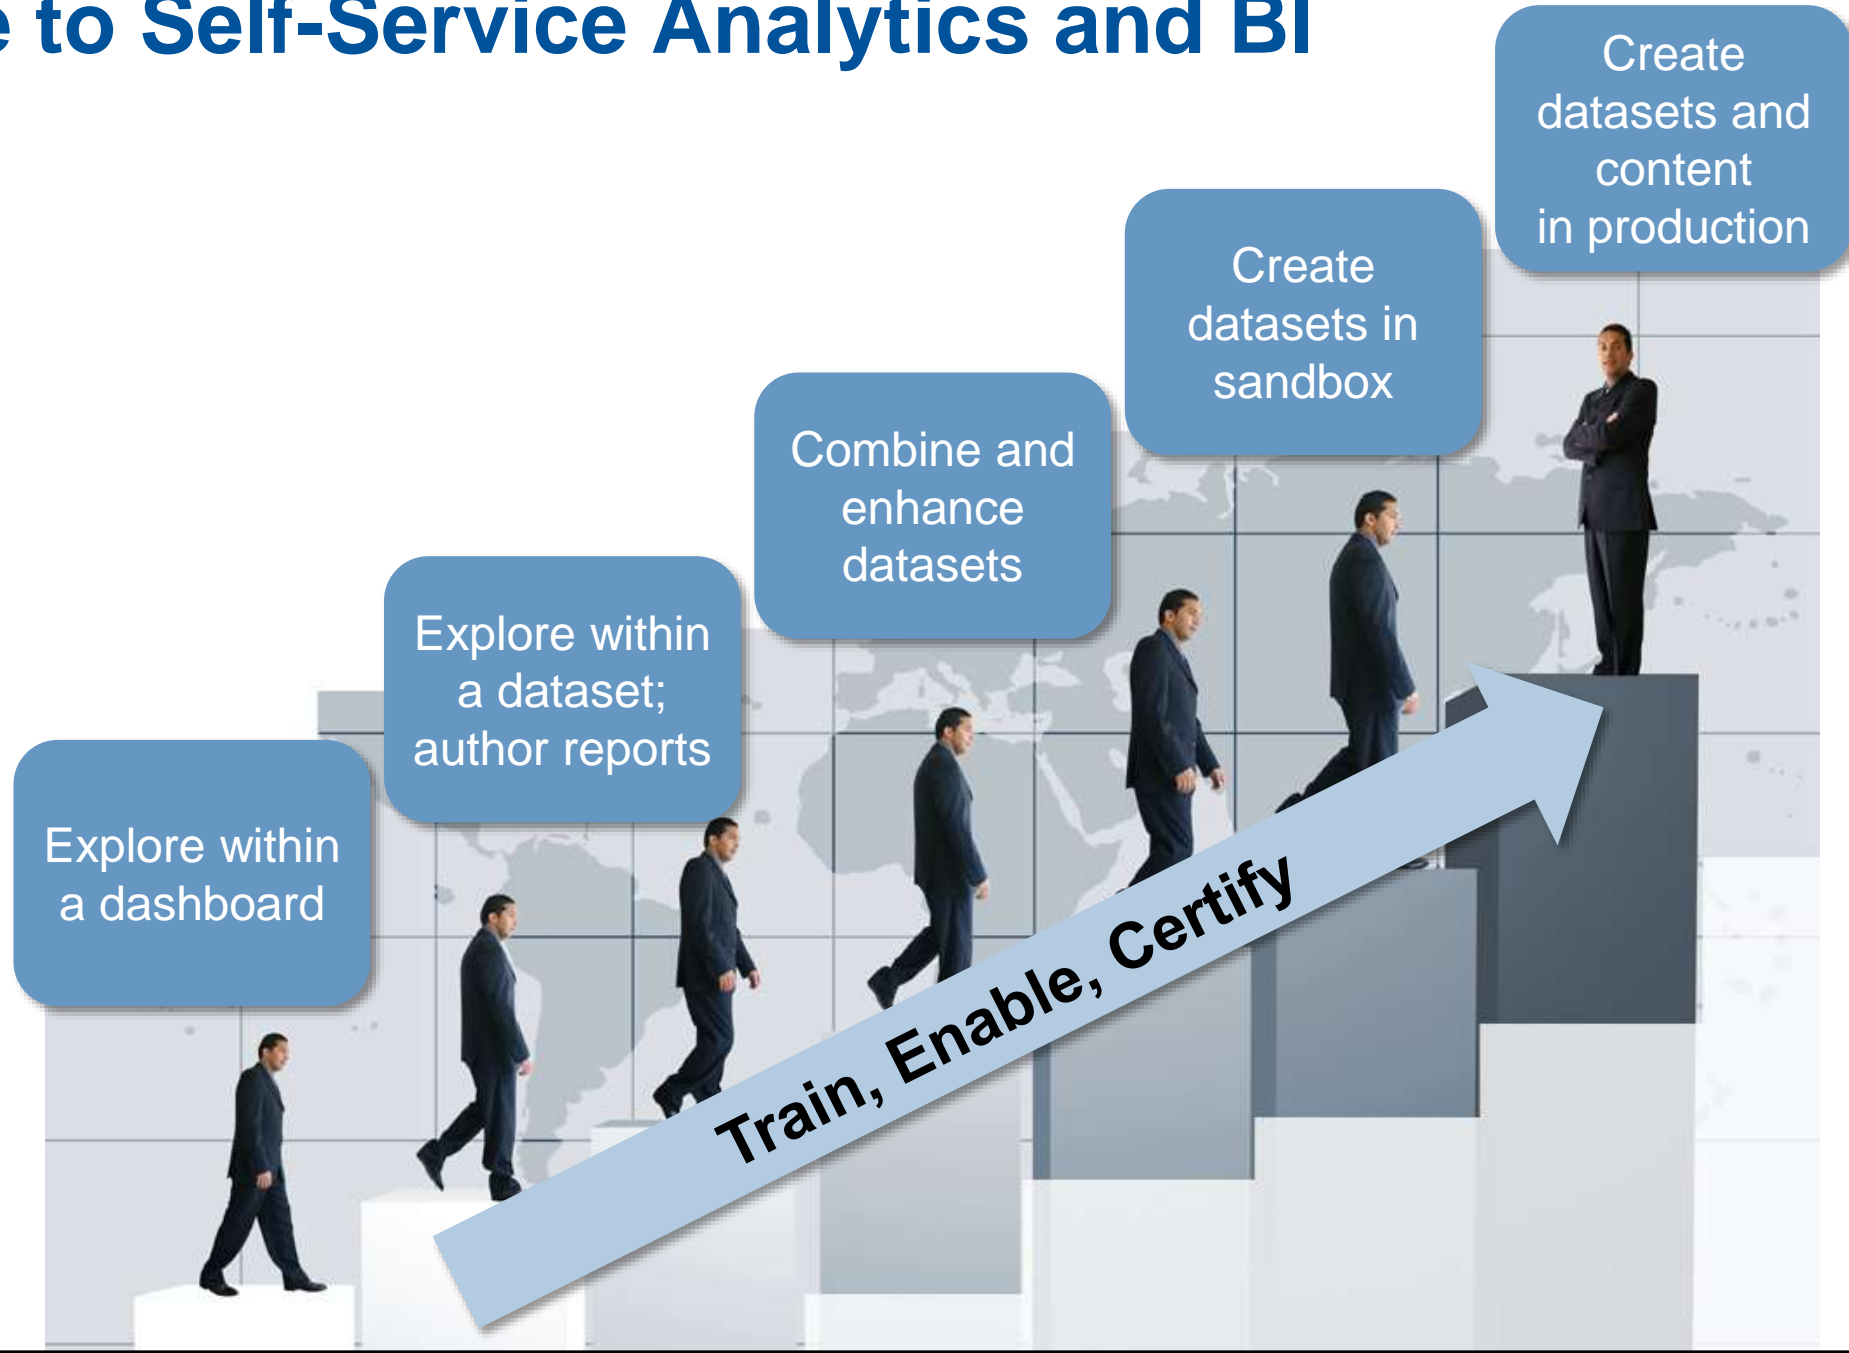 to Self-Service Analytics and BI
Create
datasets and
content
in production
Create
datasets in
sandbox
Combine and
enhance
datasets
Explore within
a dataset;
author reports
Explore within
a dashboard
Train, Enable, Certify